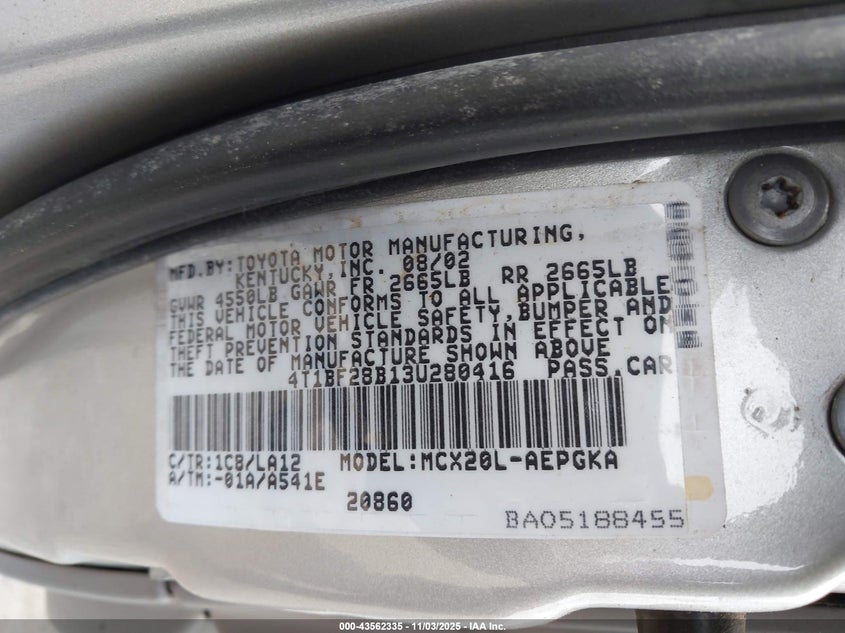 MFD.BY:TOYOTA MOTOR MANUFACTURING,
KENTUCKY,INC. 08/02
GVWR 4550LB GAWR FR 2665LB RR 2665LB
THIS VEHICLE CONFORMS TO ALL APPLICABLE
FEDERAL MOTOR VEHICLE SAFETY,BUMPER AND
THEFT PREVENTION STANDARDS IN EFFECT ON
THE DATE OF MANUFACTURE SHOWN ABOVE
4T1BF28B13U280416 PASS.CAR
C/TR:1C8/LA12 MODEL:MCX20L-AEPGKA
A/TM:-01A/A541E
20860
BA05188455
000-43562335 - 11/03/2025 - IAA Inc.